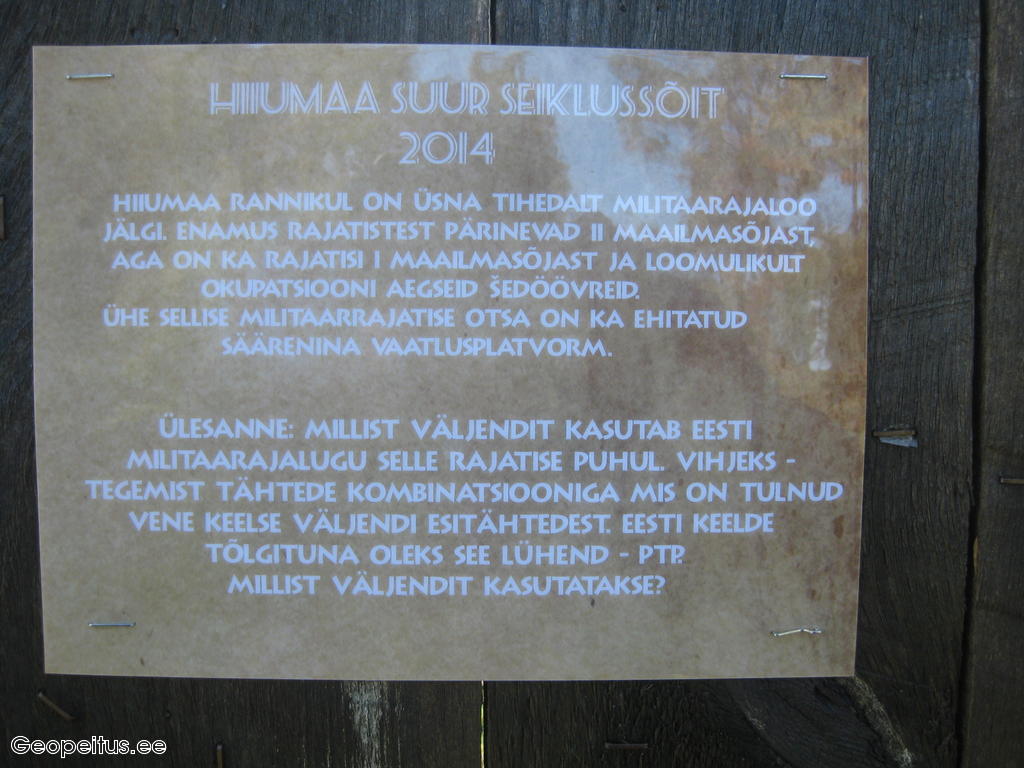 HIIUMAA SUUR SEIKLUSSÕIT
2014
HIIUMAA RANNIKUL ON ÜSNA TIHEDALT MILITAARAJALOO
JÄLGI. ENAMUS RAJATISTEST PÄRINEVAD II MAAILMASÕJAST,
AGA ON KA RAJATISI I MAAILMASÕJAST JA LOOMULIKULT
OKUPATSIOONI AEGSEID ŠEDÖÖVREID.
ÜHE SELLISE MILITAARRAJATISE OTSA ON KA EHITATUD
SÄÄRENINA VAATLUSPLATVORM.
ÜLESANNE: MILLIST VÄLJENDIT KASUTAB EESTI
MILITAARAJALUGU SELLE RAJATISE PUHUL. VIHJEKS -
TEGEMIST TÄHTEDE KOMBINATSIOONIGA MIS ON TULNUD
VENE KEELSE VÄLJENDI ESITÄHTEDEST. EESTI KEELDE
TÕLGITUNA OLEKS SEE LÜHEND - PTP.
MILLIST VÄLJENDIT KASUTATAKSE?
Geopeitus.ee